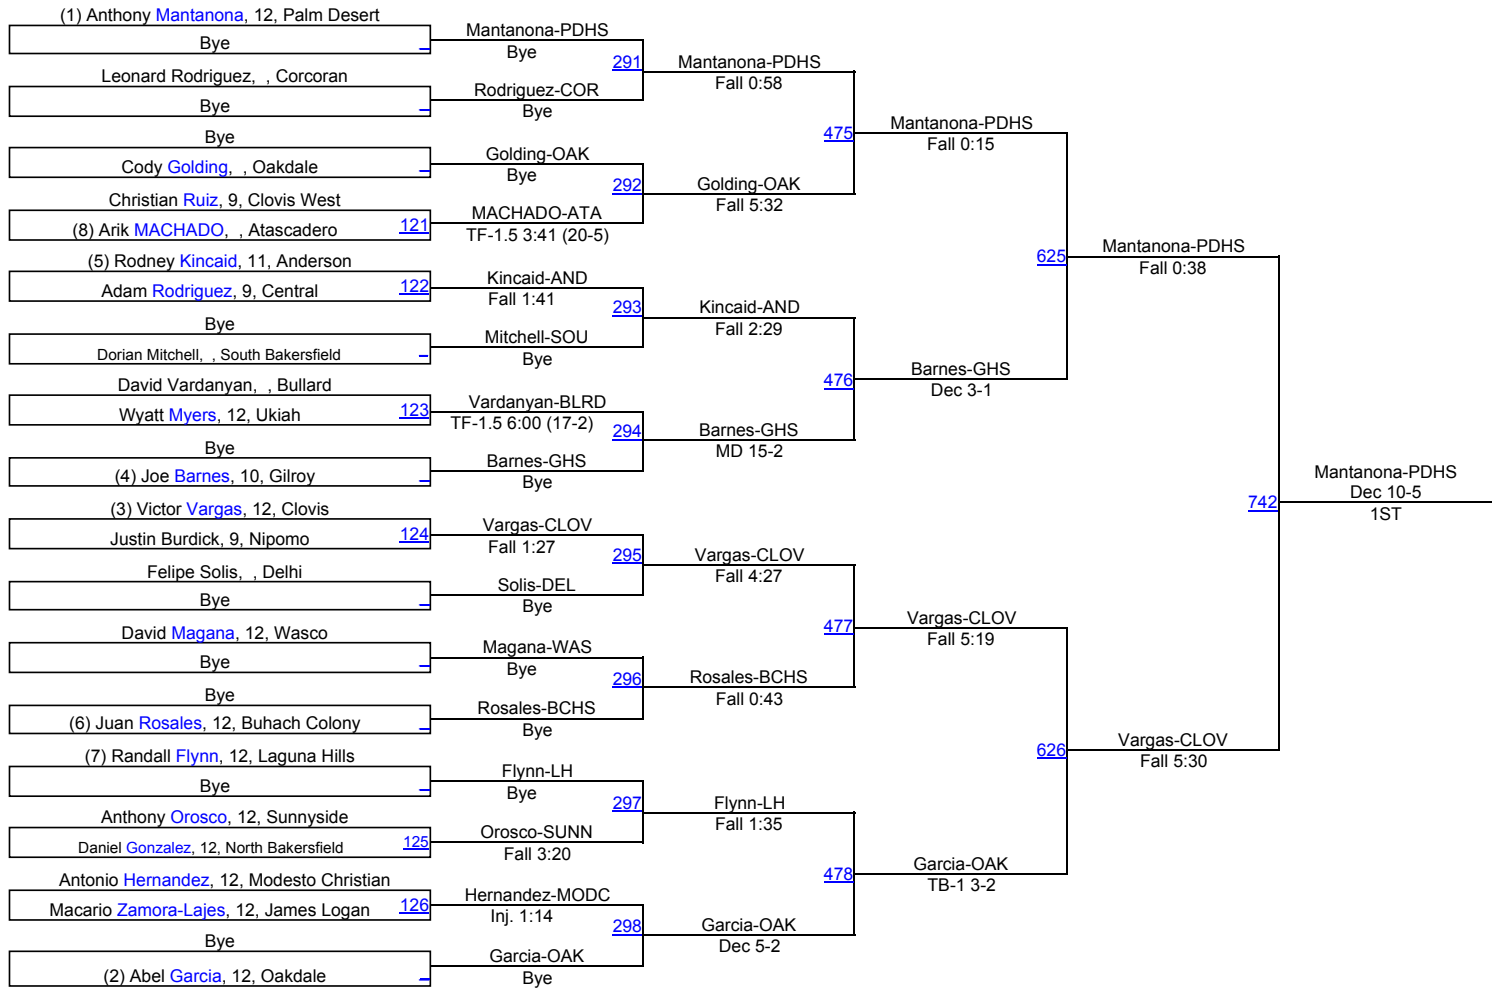 (1) Anthony Mantanona, 12, Palm Desert
Bye
Leonard Rodriguez, , Corcoran
Bye
Bye
Cody Golding, , Oakdale
Christian Ruiz, 9, Clovis West
(8) Arik MACHADO, , Atascadero 121
(5) Rodney Kincaid, 11, Anderson
Adam Rodriguez, 9, Central 122
Bye
Dorian Mitchell, , South Bakersfield
David Vardanyan, , Bullard
Wyatt Myers, 12, Ukiah 123
Bye
(4) Joe Barnes, 10, Gilroy
(3) Victor Vargas, 12, Clovis
Justin Burdick, 9, Nipomo 124
Felipe Solis, , Delhi
Bye
David Magana, 12, Wasco
Bye
Bye
(6) Juan Rosales, 12, Buhach Colony
(7) Randall Flynn, 12, Laguna Hills
Bye
Anthony Orosco, 12, Sunnyside
Daniel Gonzalez, 12, North Bakersfield 125
Antonio Hernandez, 12, Modesto Christian
Macario Zamora-Lajes, 12, James Logan 126
Bye
(2) Abel Garcia, 12, Oakdale
Mantanona-PDHS
Bye
291
Rodriguez-COR
Bye
Golding-OAK
Bye
292
MACHADO-ATA
TF-1.5 3:41 (20-5)
Kincaid-AND
Fall 1:41
293
Mitchell-SOU
Bye
Vardanyan-BLRD
TF-1.5 6:00 (17-2)
294
Barnes-GHS
Bye
Vargas-CLOV
Fall 1:27
295
Solis-DEL
Bye
Magana-WAS
Bye
296
Rosales-BCHS
Bye
Flynn-LH
Bye
297
Orosco-SUNN
Fall 3:20
Hernandez-MODC
Inj. 1:14
298
Garcia-OAK
Bye
Mantanona-PDHS
Fall 0:58
475
Golding-OAK
Fall 5:32
Kincaid-AND
Fall 2:29
476
Barnes-GHS
MD 15-2
Vargas-CLOV
Fall 4:27
477
Rosales-BCHS
Fall 0:43
Flynn-LH
Fall 1:35
478
Garcia-OAK
Dec 5-2
Mantanona-PDHS
Fall 0:15
625
Barnes-GHS
Dec 3-1
Vargas-CLOV
Fall 5:19
626
Garcia-OAK
TB-1 3-2
Mantanona-PDHS
Fall 0:38
742
Vargas-CLOV
Fall 5:30
Mantanona-PDHS
Dec 10-5
1ST